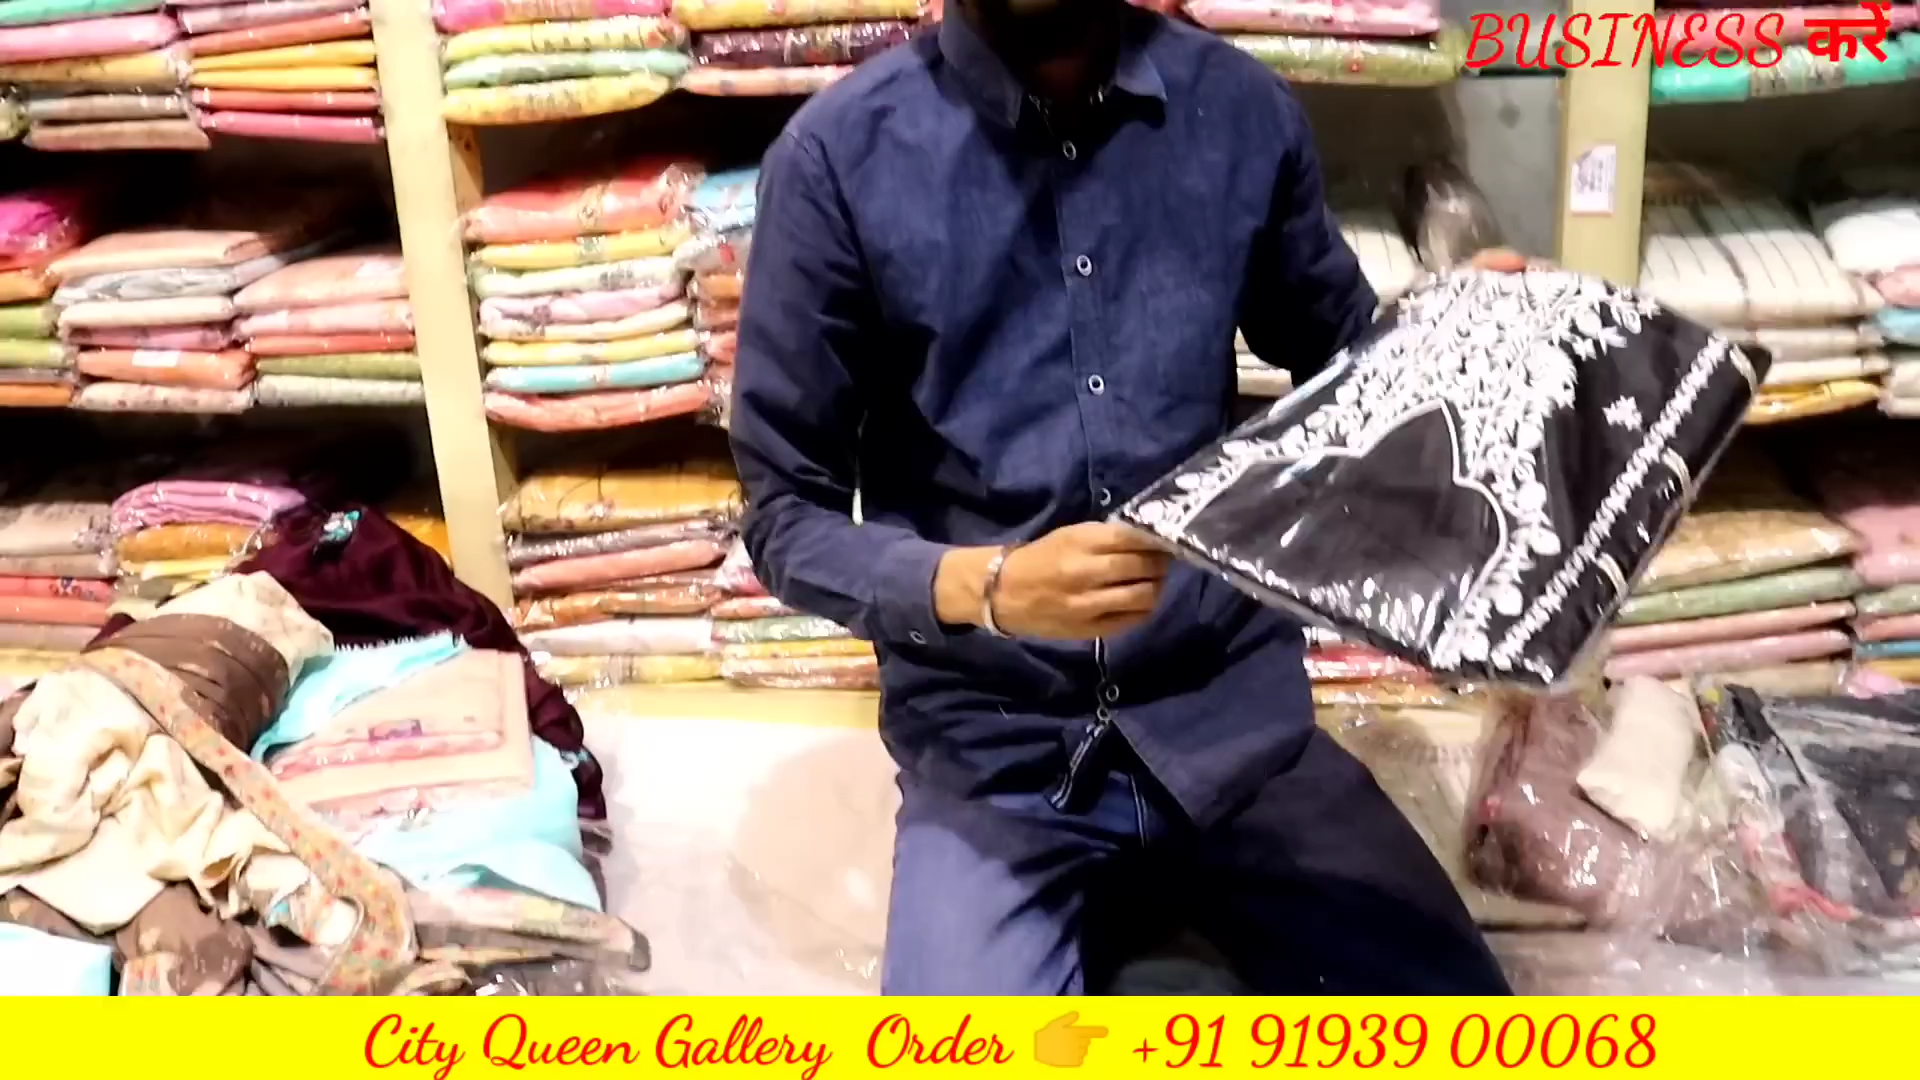 BUSINESS करें
City Queen Gallery Order 👉 +91 91939 00068